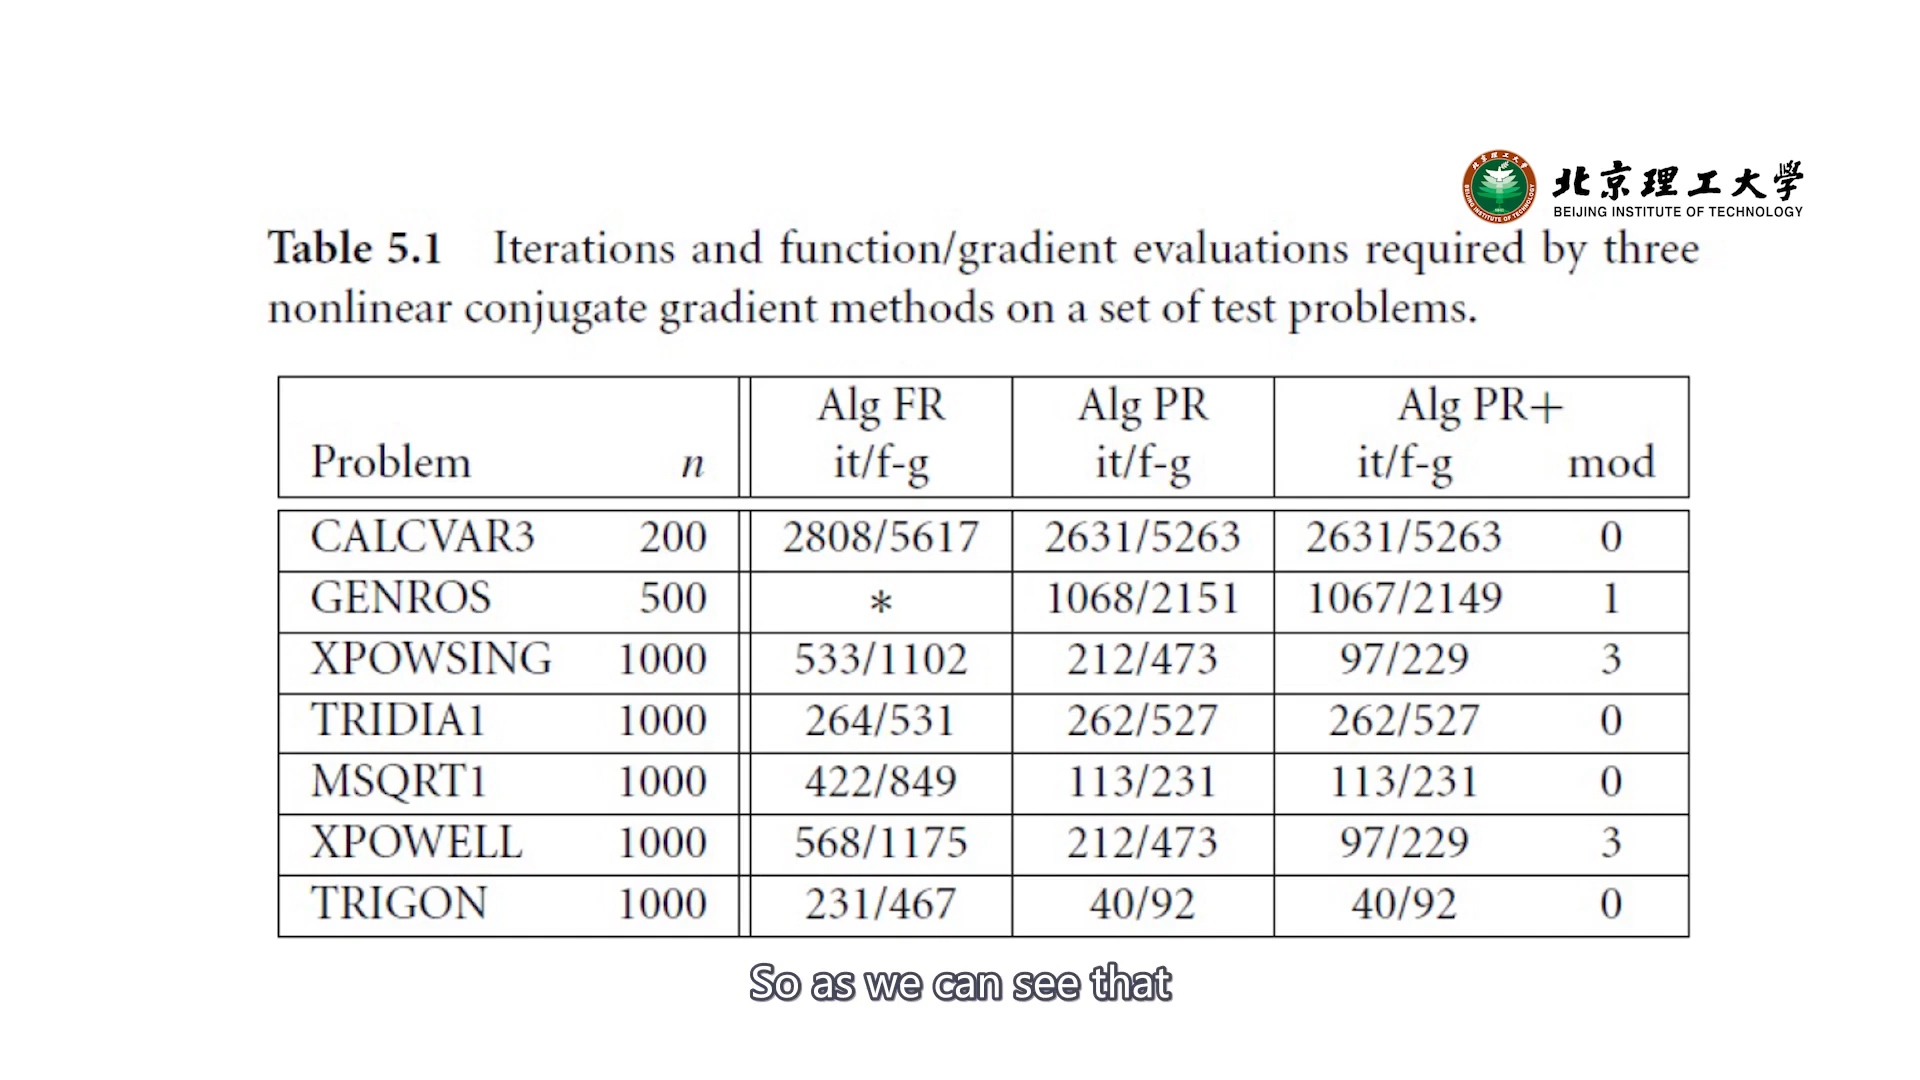 北京理工大学
BEIJING INSTITUTE OF TECHNOLOGY
Table 5.1 Iterations and function/gradient evaluations required by three
nonlinear conjugate gradient methods on a set of test problems.
Alg FR Alg PR Alg PR+
Problem n it/f-g it/f-g it/f-g mod
CALCVAR3 200 2808/5617 2631/5263 2631/5263 0
GENROS 500 * 1068/2151 1067/2149 1
XPOWSING 1000 533/1102 212/473 97/229 3
TRIDIA1 1000 264/531 262/527 262/527 0
MSQRT1 1000 422/849 113/231 113/231 0
XPOWELL 1000 568/1175 212/473 97/229 3
TRIGON 1000 231/467 40/92 40/92 0
So as we can see that